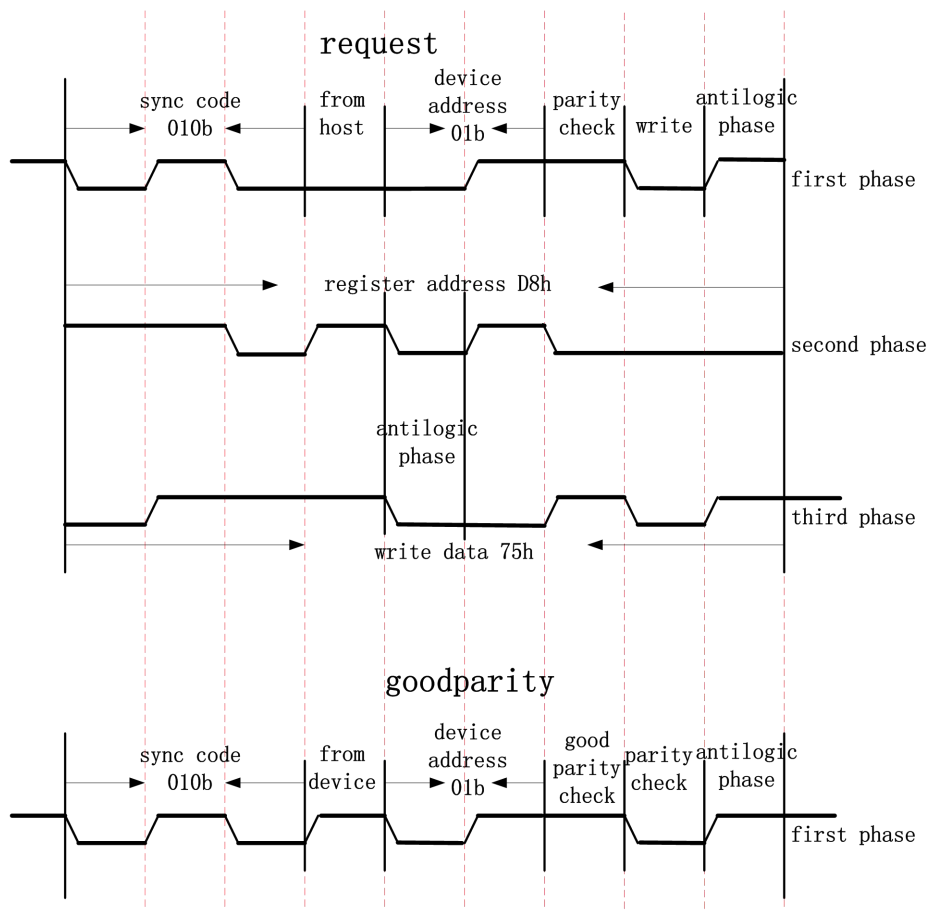 request
sync code
010b
from
host
device
address
01b
parity
check
write
antilogic
phase
first phase
register address D8h
second phase
antilogic
phase
third phase
write data 75h
goodparity
sync code
010b
from
device
device
address
01b
good
parity
check
parity
check
antilogic
phase
first phase